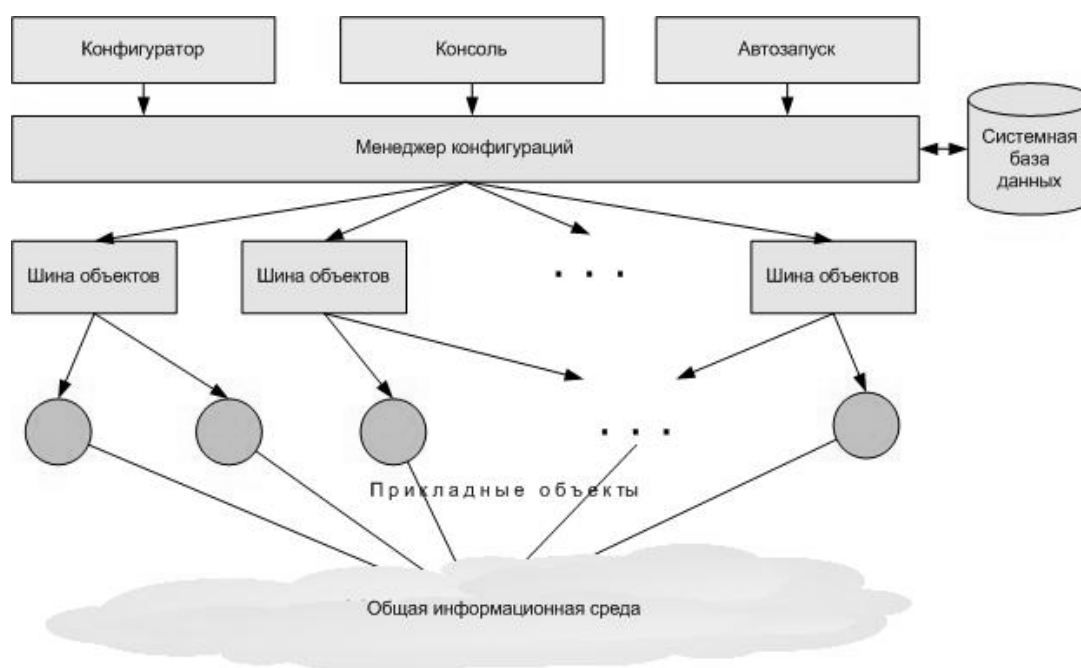 Конфигуратор
Консоль
Автозапуск
Менеджер конфигураций
Системная
база
данных
Шина объектов
Шина объектов
. . .
Шина объектов
. . .
Прикладные объекты
Общая информационная среда